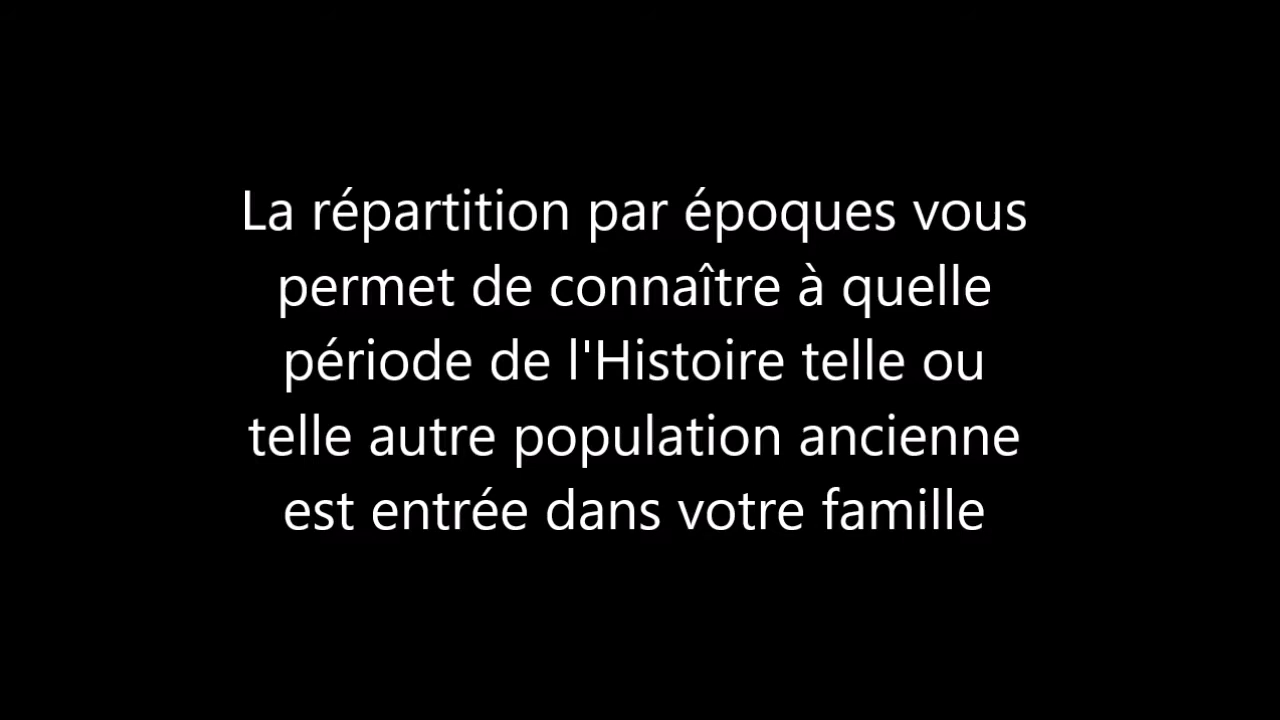 La répartition par époques vous
permet de connaître à quelle
période de l'Histoire telle ou
telle autre population ancienne
est entrée dans votre famille